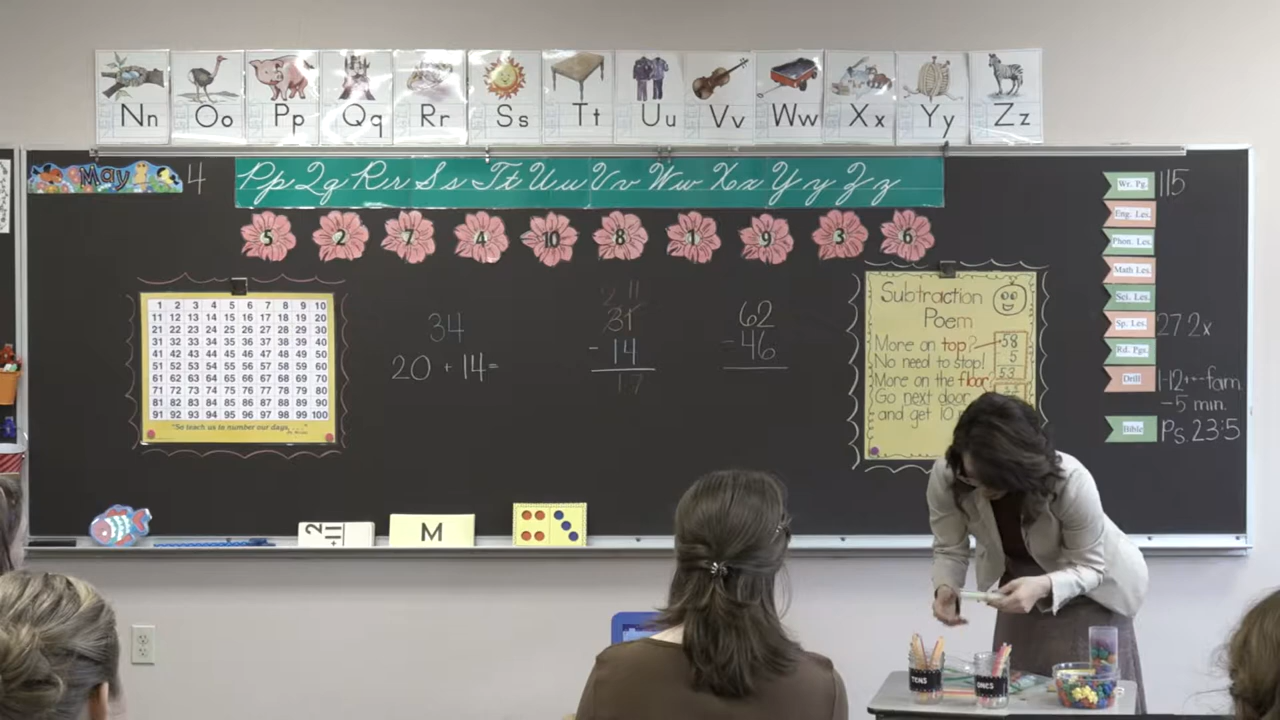 Nn Oo Pp Qq Rr Ss Tt Uu Vv Ww Xx Yy Zz
May 4
Pp Qq Rr Ss Tt Uu Vv Ww Xx Yy Zz
5 2 7 4 10 8 1 9 3 6
1 2 3 4 5 6 7 8 9 10
11 12 13 14 15 16 17 18 19 20
21 22 23 24 25 26 27 28 29 30
31 32 33 34 35 36 37 38 39 40
41 42 43 44 45 46 47 48 49 50
51 52 53 54 55 56 57 58 59 60
61 62 63 64 65 66 67 68 69 70
71 72 73 74 75 76 77 78 79 80
81 82 83 84 85 86 87 88 89 90
91 92 93 94 95 96 97 98 99 100
"So teach us to number our days, ..."
34
20 + 14=
2 11
31
- 14
17
62
- 46
Subtraction
Poem
More on top?
No need to stop!
More on the floor
Go next door
and get 10
58
5
53
Wr. Pg. 115
Eng. Les.
Phon. Les.
Math Les.
Sci. Les.
Sp. Les. 27 2x
Rd. Pgs.
Drill 1-12+-fam.
-5 min.
Bible Ps. 23:5
2
+11
M
TENS
ONES